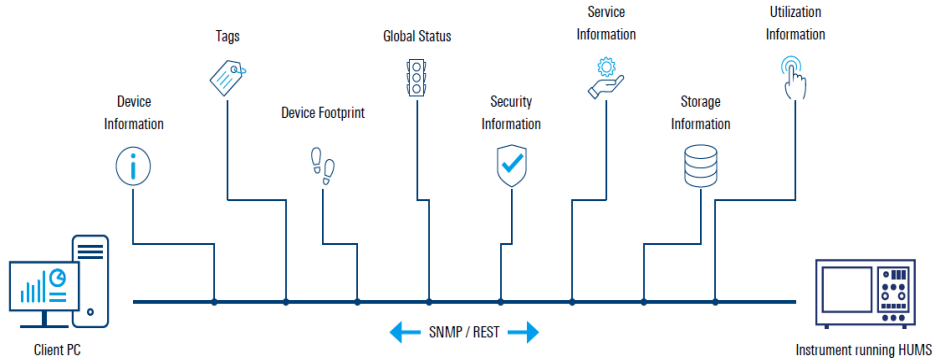 Service
Information
Utilization
Information
Tags
Global Status
Device
Information
Device Footprint
Security
Information
Storage
Information
SNMP / REST
Client PC
Instrument running HUMS